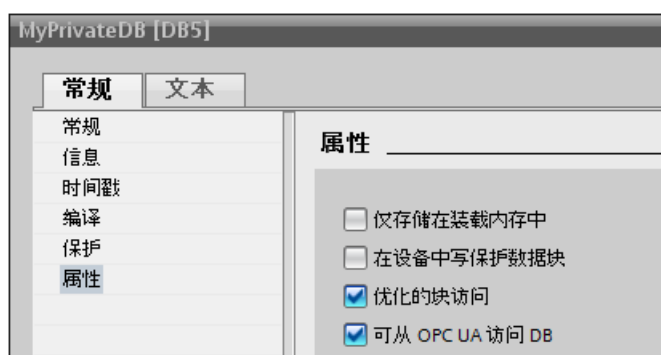 MyPrivateDB [DB5]
常规 文本
常规
信息
时间戳
编译
保护
属性
属性
仅存储在装载内存中
在设备中写保护数据块
优化的块访问
可从 OPC UA 访问 DB